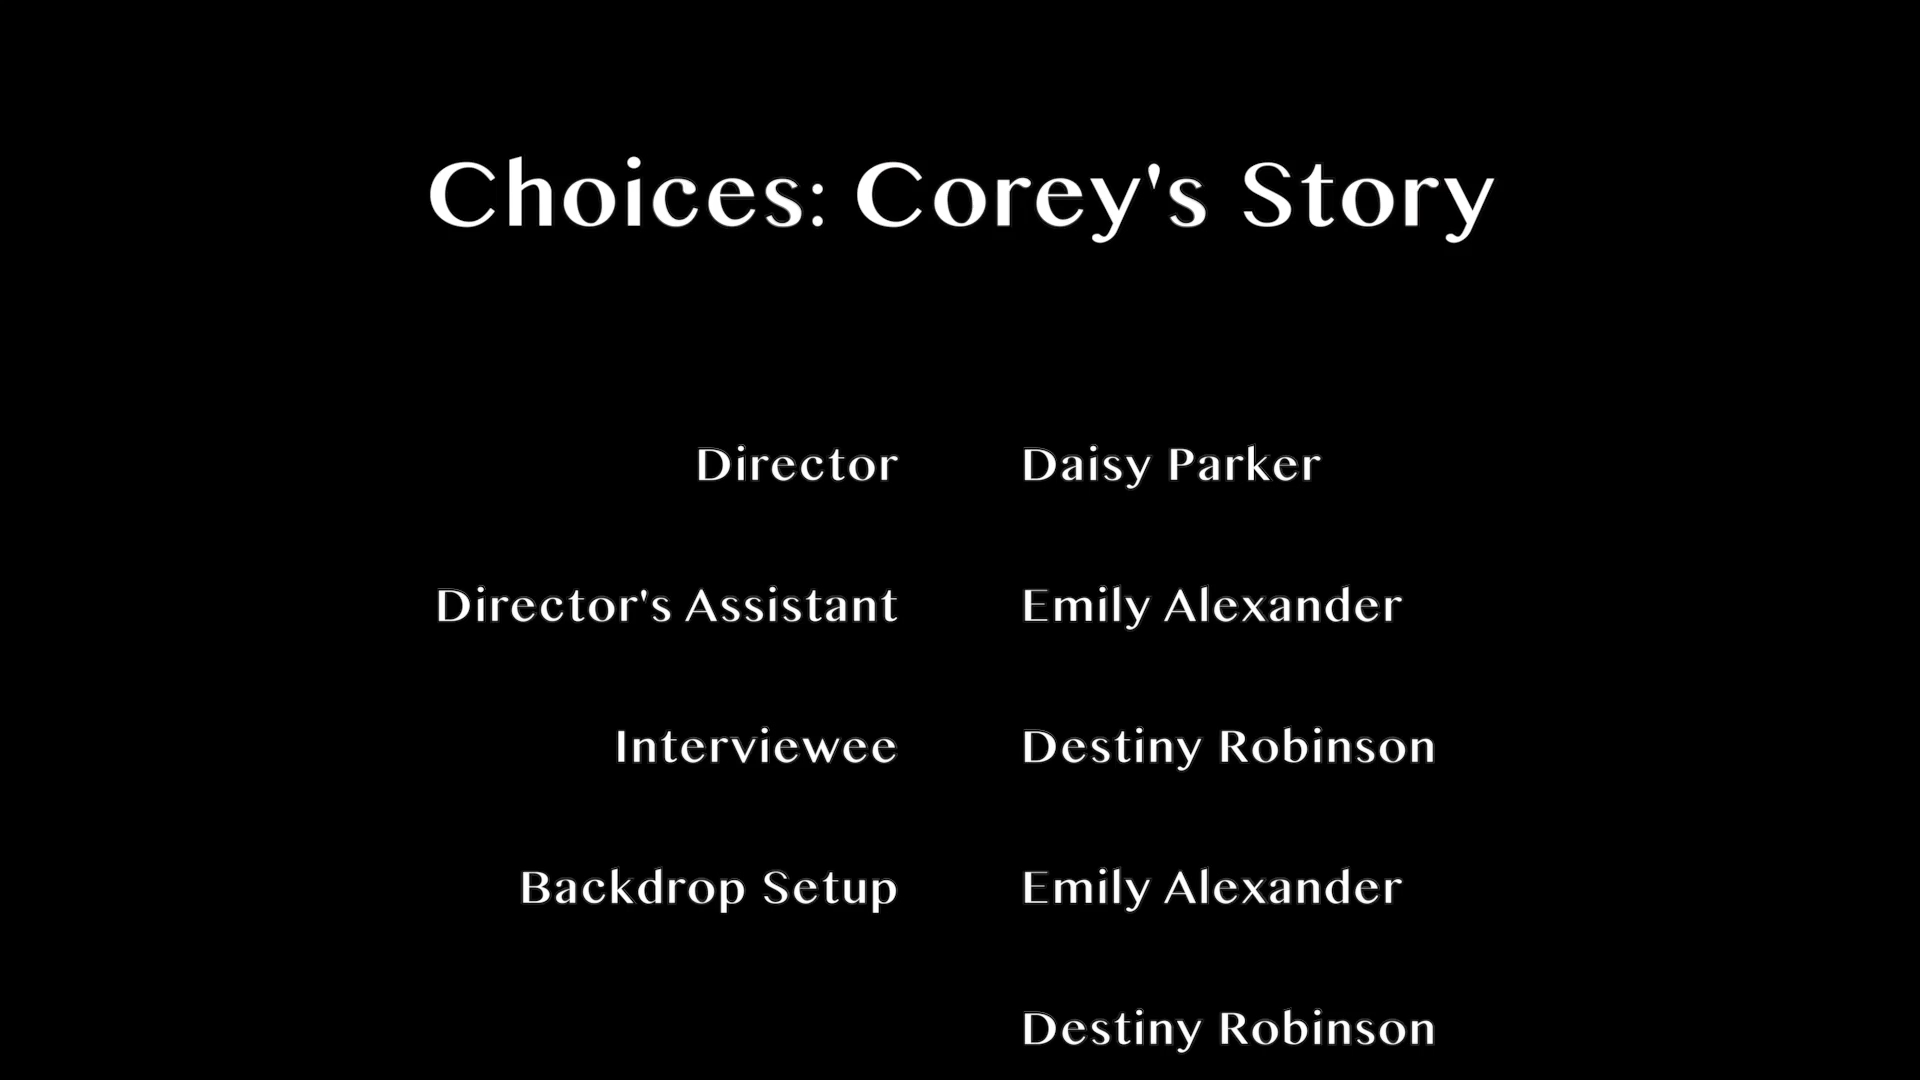 Choices: Corey's Story
Director Daisy Parker
Director's Assistant Emily Alexander
Interviewee Destiny Robinson
Backdrop Setup Emily Alexander
Destiny Robinson